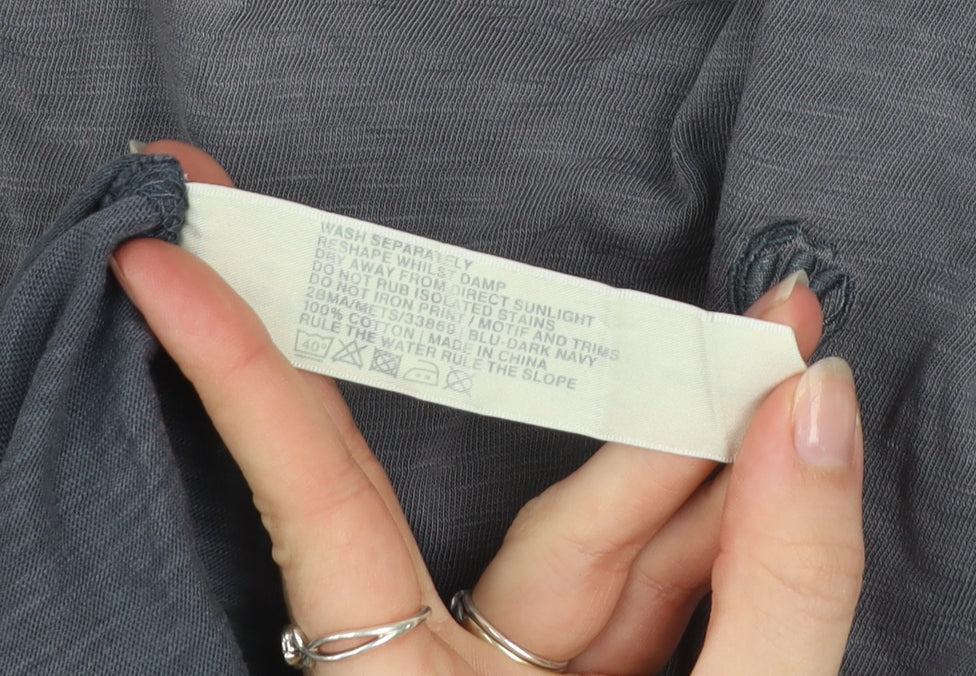 WASH SEPARATELY
RESHAPE WHILST DAMP
DRY AWAY FROM DIRECT SUNLIGHT
DO NOT RUB ISOLATED STAINS
DO NOT IRON PRINT / MOTIF AND TRIMS
28MA/METS/33869 | BLU-DARK NAVY
100% COTTON | MADE IN CHINA
RULE THE WATER RULE THE SLOPE
40°